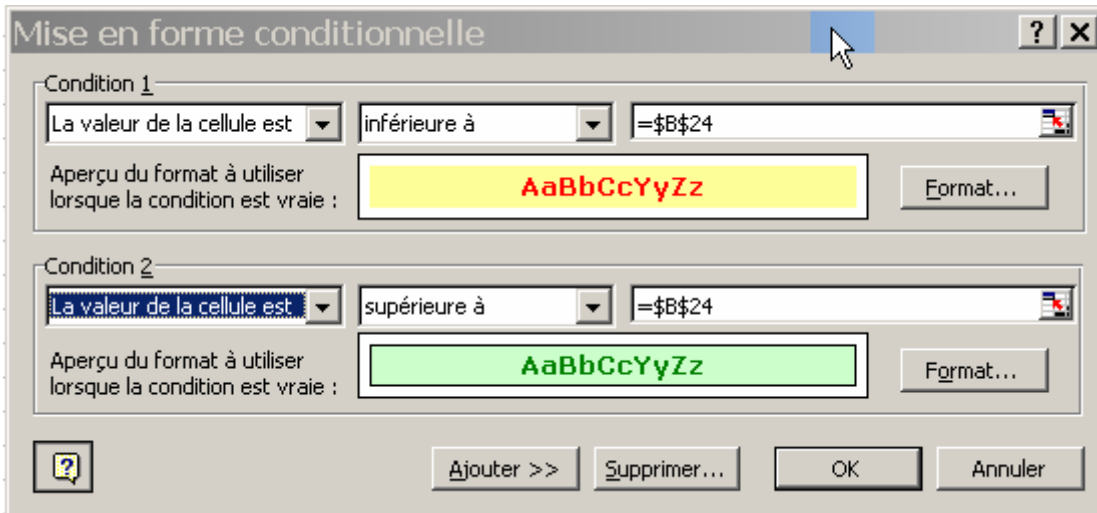 Mise en forme conditionnelle
Condition 1
La valeur de la cellule est inférieure à =$B$24
Aperçu du format à utiliser
lorsque la condition est vraie :
AaBbCcYyZz
Format...
Condition 2
La valeur de la cellule est supérieure à =$B$24
Aperçu du format à utiliser
lorsque la condition est vraie :
AaBbCcYyZz
Format...
? Ajouter >> Supprimer... OK Annuler